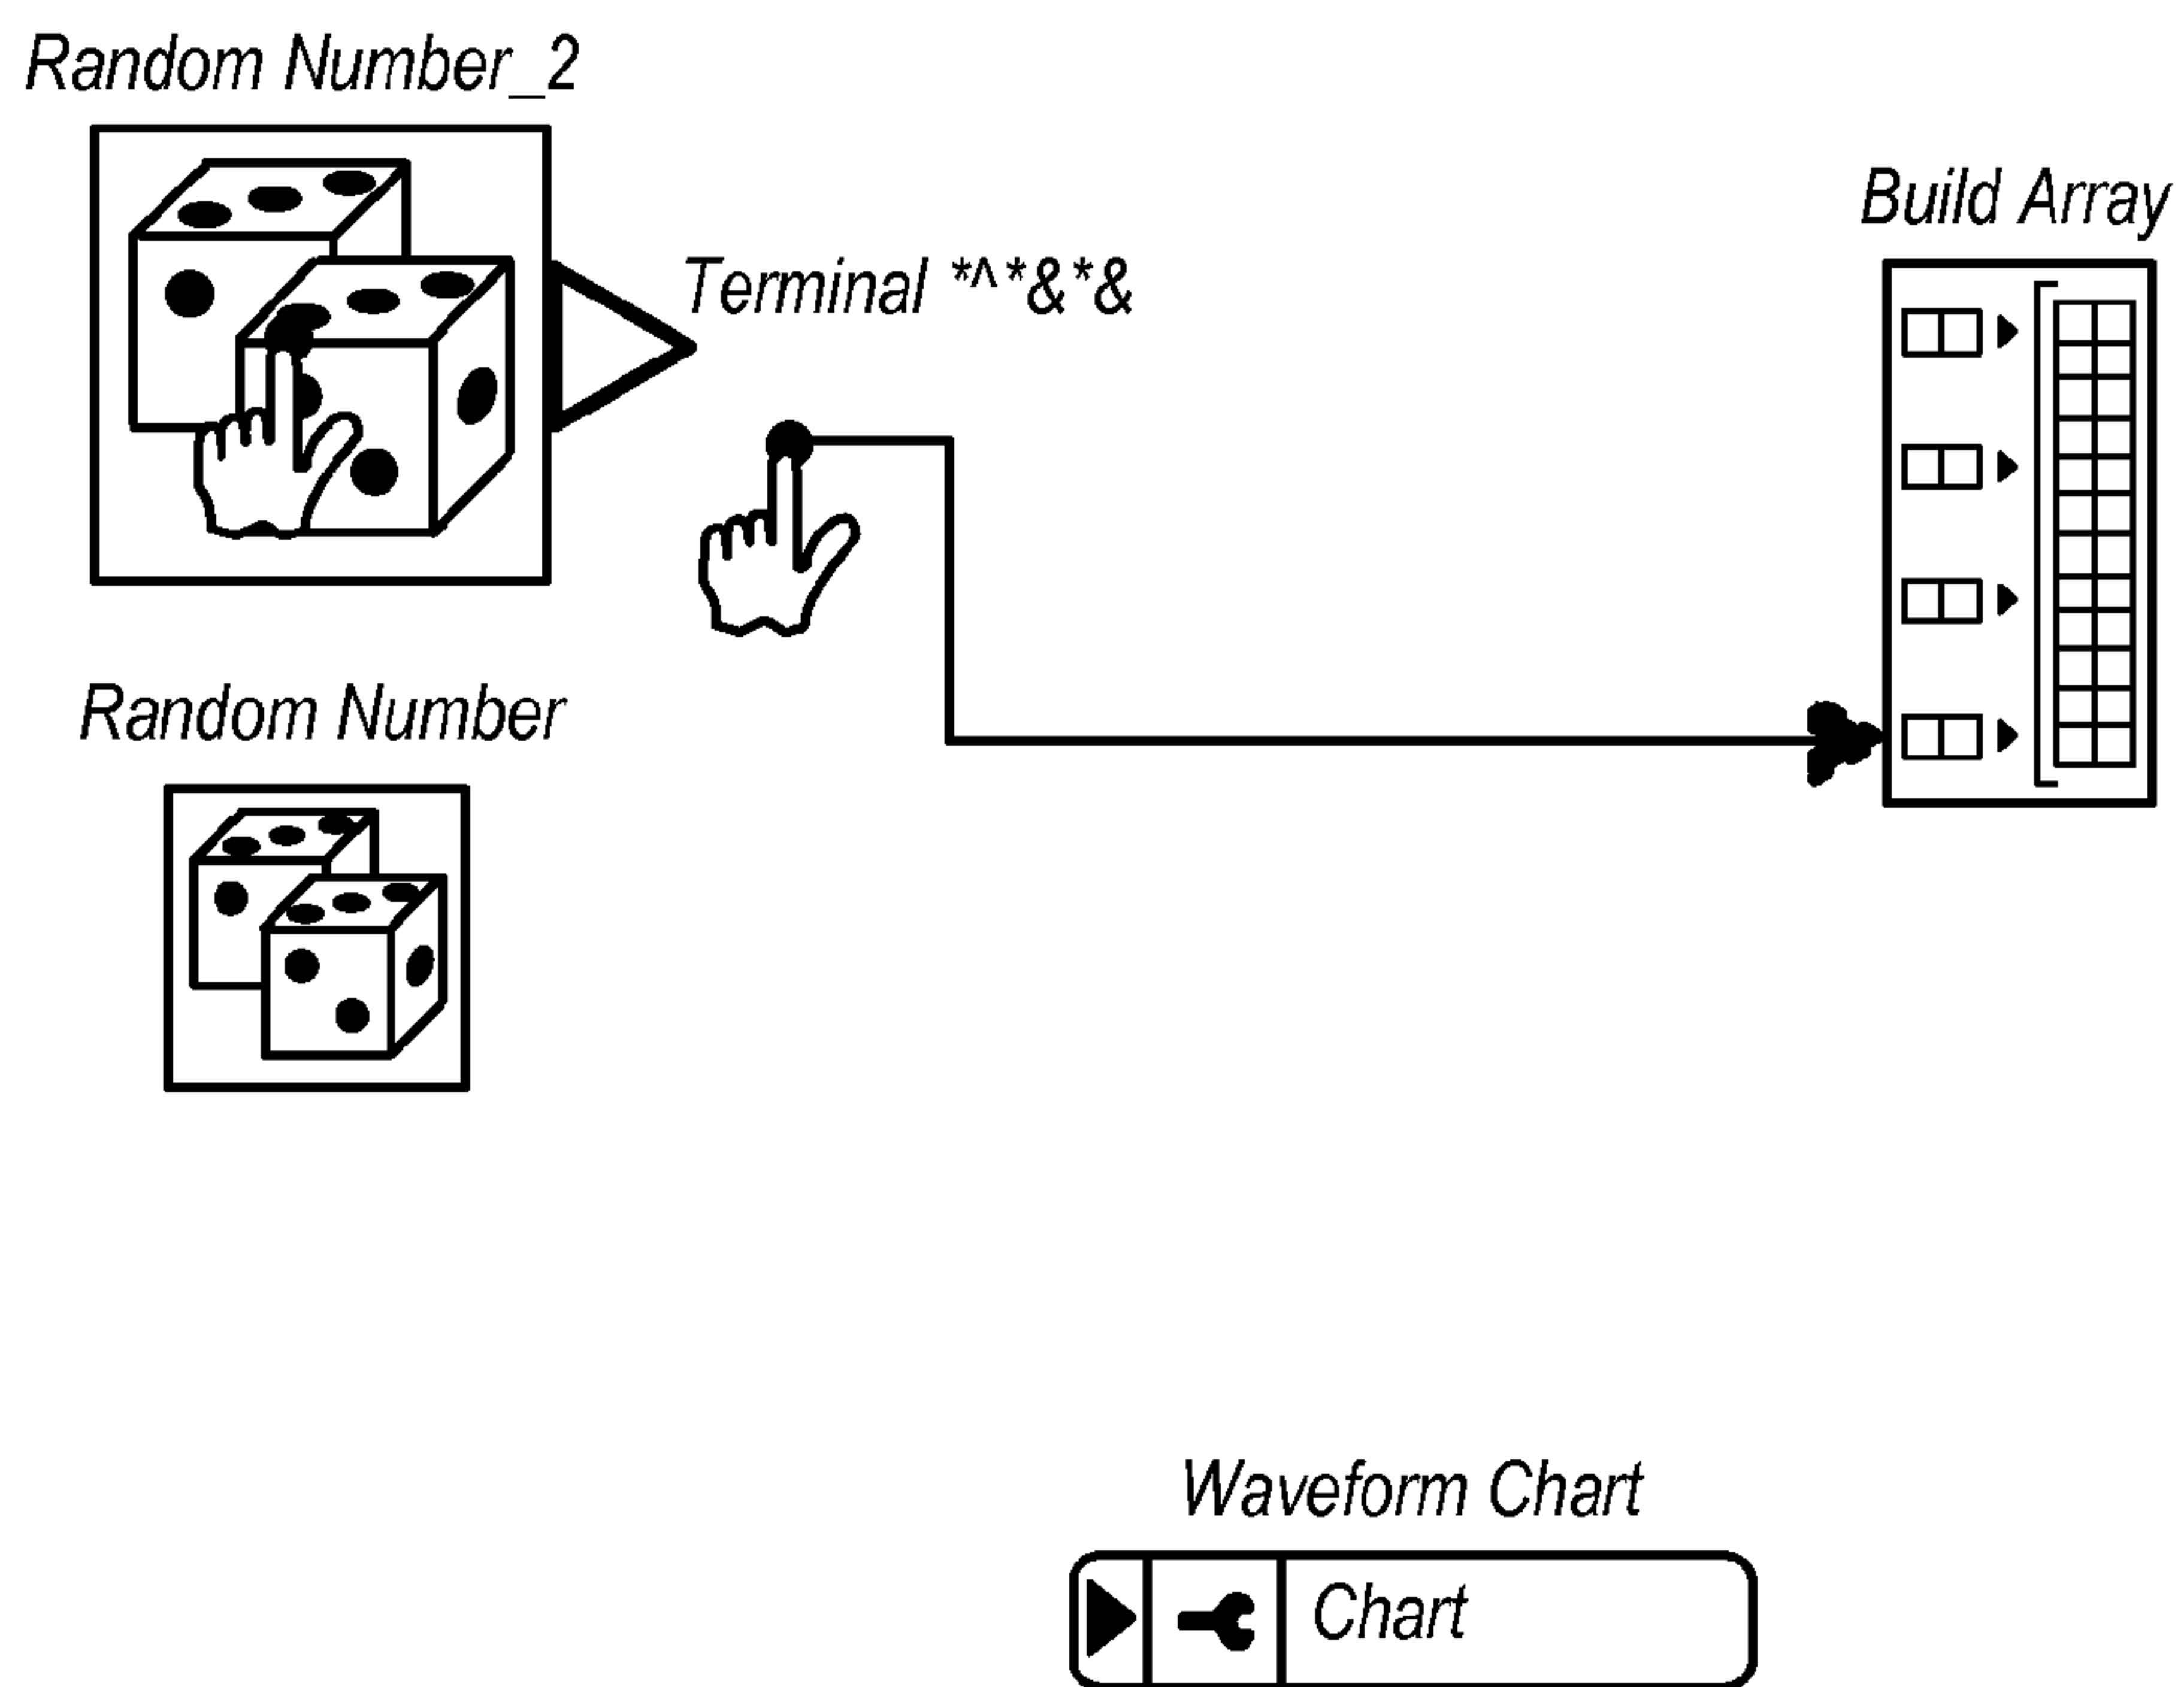 Random Number_2
Build Array
Terminal *^*&*&
Random Number
Waveform Chart
Chart